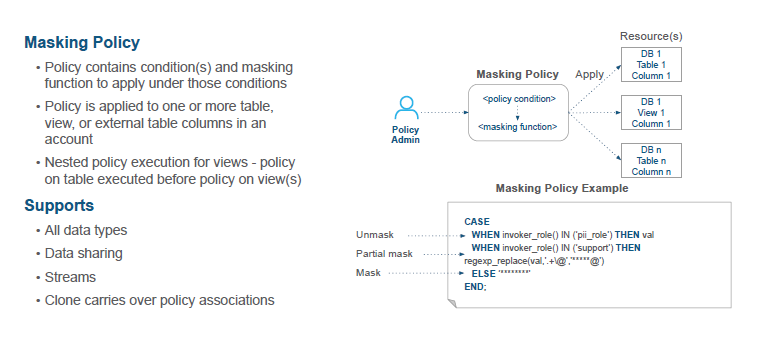 Masking Policy
• Policy contains condition(s) and masking
function to apply under those conditions
• Policy is applied to one or more table,
view, or external table columns in an
account
• Nested policy execution for views - policy
on table executed before policy on view(s)
Supports
• All data types
• Data sharing
• Streams
• Clone carries over policy associations
Resource(s)
Masking Policy
Apply
DB 1
Table 1
Column 1
<policy condition>
<masking function>
Policy
Admin
DB 1
View 1
Column 1
DB n
Table n
Column n
Masking Policy Example
Unmask
Partial mask
Mask
CASE
WHEN invoker_role() IN ('pii_role') THEN val
WHEN invoker_role() IN ('support') THEN
regexp_replace(val,'.+\@','*****@')
ELSE '********'
END;